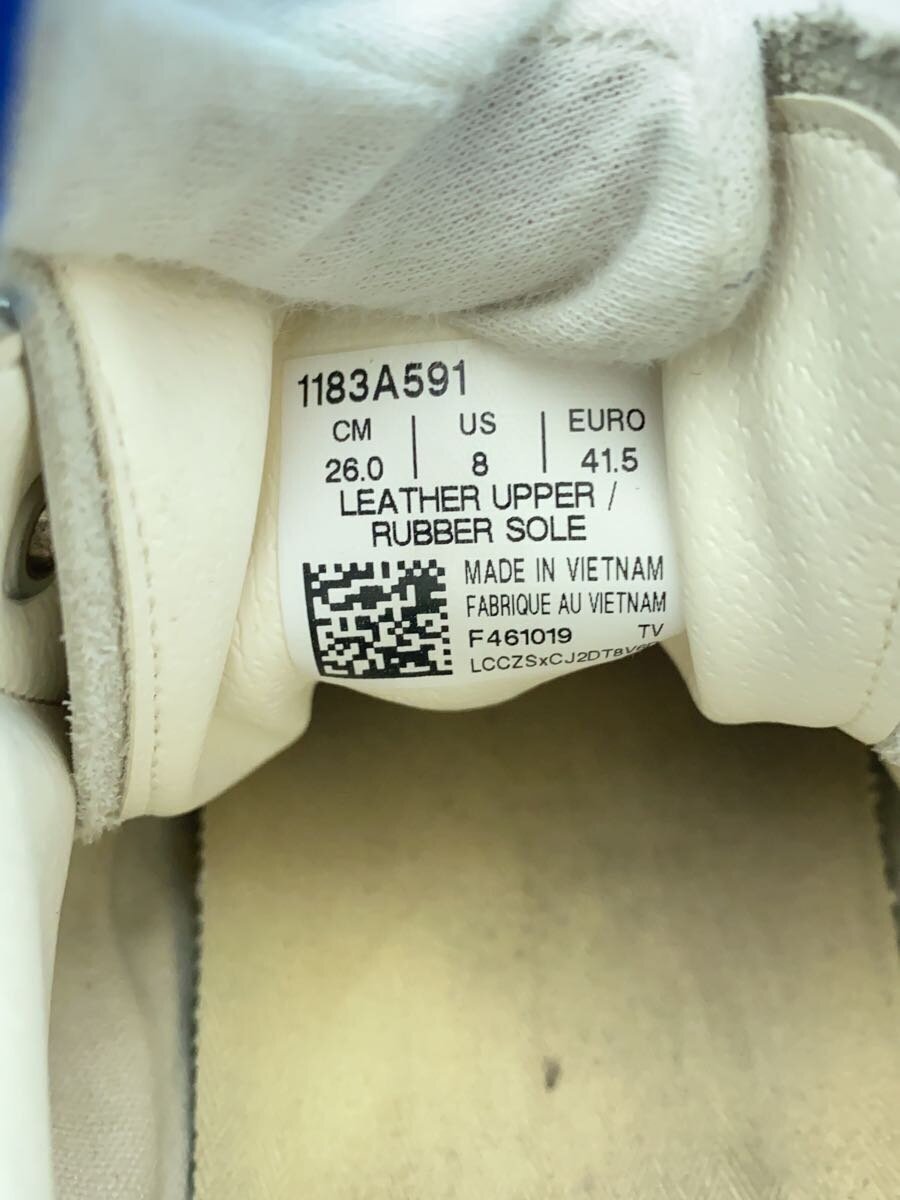 1183A591
CM | US | EURO
26.0 | 8 | 41.5
LEATHER UPPER /
RUBBER SOLE
MADE IN VIETNAM
FABRIQUE AU VIETNAM
F461019 TV